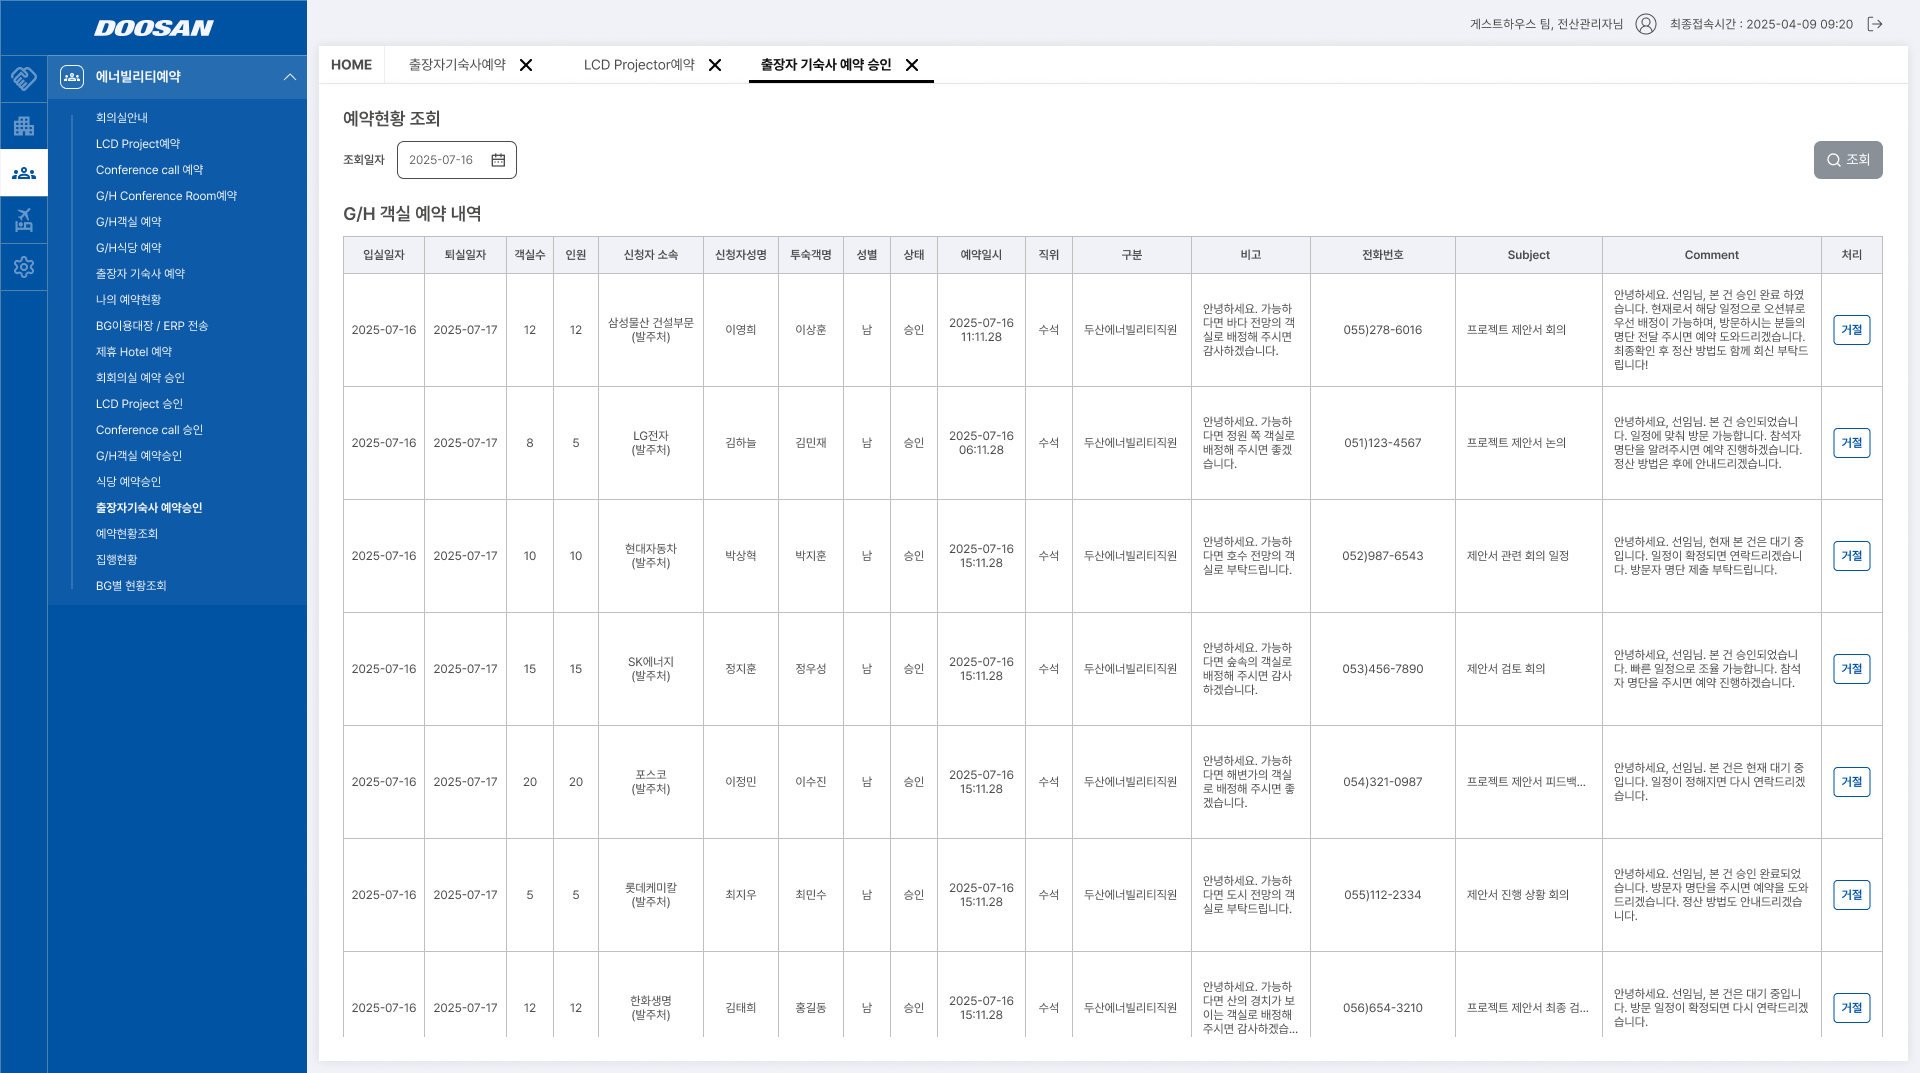 DOOSAN
게스트하우스 팀, 전산관리자님
최종접속시간 : 2025-04-09 09:20
에너빌리티예약
회의실안내
LCD Project예약
Conference call 예약
G/H Conference Room예약
G/H객실 예약
G/H식당 예약
출장자 기숙사 예약
나의 예약현황
BG이용대장 / ERP 전송
제휴 Hotel 예약
회회의실 예약 승인
LCD Project 승인
Conference call 승인
G/H객실 예약승인
식당 예약승인
출장자기숙사 예약승인
예약현황조회
집행현황
BG별 현황조회
HOME 출장자기숙사예약 LCD Projector예약 출장자 기숙사 예약 승인
예약현황 조회
조회일자 2025-07-16 조회
G/H 객실 예약 내역
입실일자 퇴실일자 객실수 인원 신청자 소속 신청자성명 투숙객명 성별 상태 예약일시 직위 구분 비고 전화번호 Subject Comment 처리
2025-07-16 2025-07-17 12 12
삼성물산 건설부문
(발주처)
이영희 이상훈 남 승인
2025-07-16
11:11.28
수석 두산에너빌리티직원
안녕하세요. 가능하
다면 바다 전망의 객
실로 배정해 주시면
감사하겠습니다.
055)278-6016 프로젝트 제안서 회의
안녕하세요. 선임님, 본 건 승인 완료 하였
습니다. 현재로서 해당 일정으로 오션뷰로
우선 배정이 가능하며, 방문하시는 분들의
명단 전달 주시면 예약 도와드리겠습니다.
최종확인 후 정산 방법도 함께 회신 부탁드
립니다!
거절
2025-07-16 2025-07-17 8 5
LG전자
(발주처)
김하늘 김민재 남 승인
2025-07-16
06:11.28
수석 두산에너빌리티직원
안녕하세요. 가능하
다면 정원 쪽 객실로
배정해 주시면 좋겠
습니다.
051)123-4567 프로젝트 제안서 논의
안녕하세요, 선임님. 본 건 승인되었습니
다. 일정에 맞춰 방문 가능합니다. 참석자
명단을 알려주시면 예약 진행하겠습니다.
정산 방법은 후에 안내드리겠습니다.
거절
2025-07-16 2025-07-17 10 10
현대자동차
(발주처)
박상혁 박지훈 남 승인
2025-07-16
15:11.28
수석 두산에너빌리티직원
안녕하세요. 가능하
다면 호수 전망의 객
실로 부탁드립니다.
052)987-6543 제안서 관련 회의 일정
안녕하세요. 선임님, 현재 본 건은 대기 중
입니다. 일정이 확정되면 연락드리겠습니
다. 방문자 명단 제출 부탁드립니다.
거절
2025-07-16 2025-07-17 15 15
SK에너지
(발주처)
정지훈 정우성 남 승인
2025-07-16
15:11.28
수석 두산에너빌리티직원
안녕하세요. 가능하
다면 숲속의 객실로
배정해 주시면 감사
하겠습니다.
053)456-7890 제안서 검토 회의
안녕하세요, 선임님. 본 건 승인되었습니
다. 빠른 일정으로 조율 가능합니다. 참석
자 명단을 주시면 예약 진행하겠습니다.
거절
2025-07-16 2025-07-17 20 20
포스코
(발주처)
이정민 이수진 남 승인
2025-07-16
15:11.28
수석 두산에너빌리티직원
안녕하세요. 가능하
다면 해변가의 객실
로 배정해 주시면 좋
겠습니다.
054)321-0987 프로젝트 제안서 피드백...
안녕하세요, 선임님. 본 건은 현재 대기 중
입니다. 일정이 정해지면 다시 연락드리겠
습니다.
거절
2025-07-16 2025-07-17 5 5
롯데케미칼
(발주처)
최지우 최민수 남 승인
2025-07-16
15:11.28
수석 두산에너빌리티직원
안녕하세요. 가능하
다면 도시 전망의 객
실로 부탁드립니다.
055)112-2334 제안서 진행 상황 회의
안녕하세요. 선임님, 본 건 승인 완료되었
습니다. 방문자 명단을 주시면 예약을 도와
드리겠습니다. 정산 방법도 안내드리겠습
니다.
거절
2025-07-16 2025-07-17 12 12
한화생명
(발주처)
김태희 홍길동 남 승인
2025-07-16
15:11.28
수석 두산에너빌리티직원
안녕하세요. 가능하
다면 산의 경치가 보
이는 객실로 배정해
주시면 감사하겠습...
056)654-3210 프로젝트 제안서 최종 검...
안녕하세요. 선임님, 본 건은 대기 중입니
다. 방문 일정이 확정되면 다시 연락드리겠
습니다.
거절